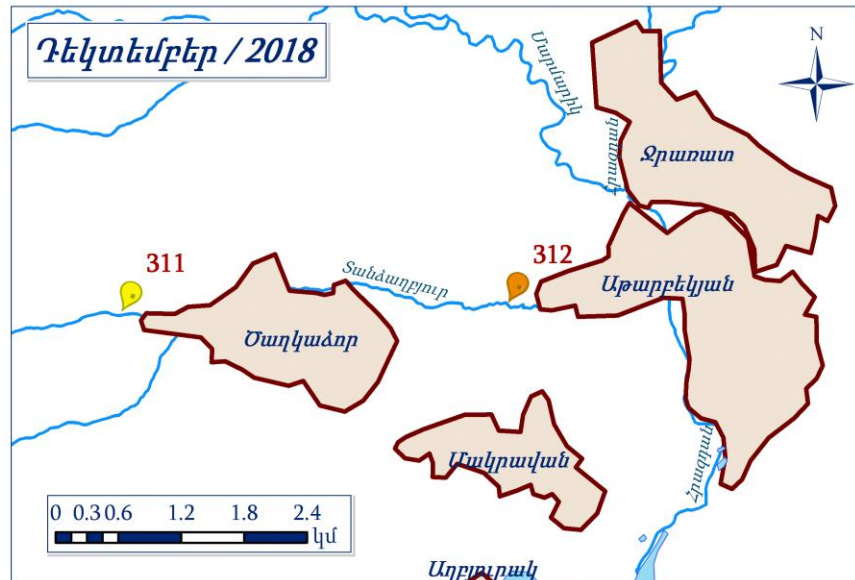 Դեկտեմբեր / 2018
N
Մարմարիկ
Հրազդան
Ջրառատ
311
Տանձաղբյուր
312
Աթարբեկյան
Ծաղկաձոր
Մակրավան
Հրազդան
0 0.3 0.6 1.2 1.8 2.4
կմ
Աղբյուրակ